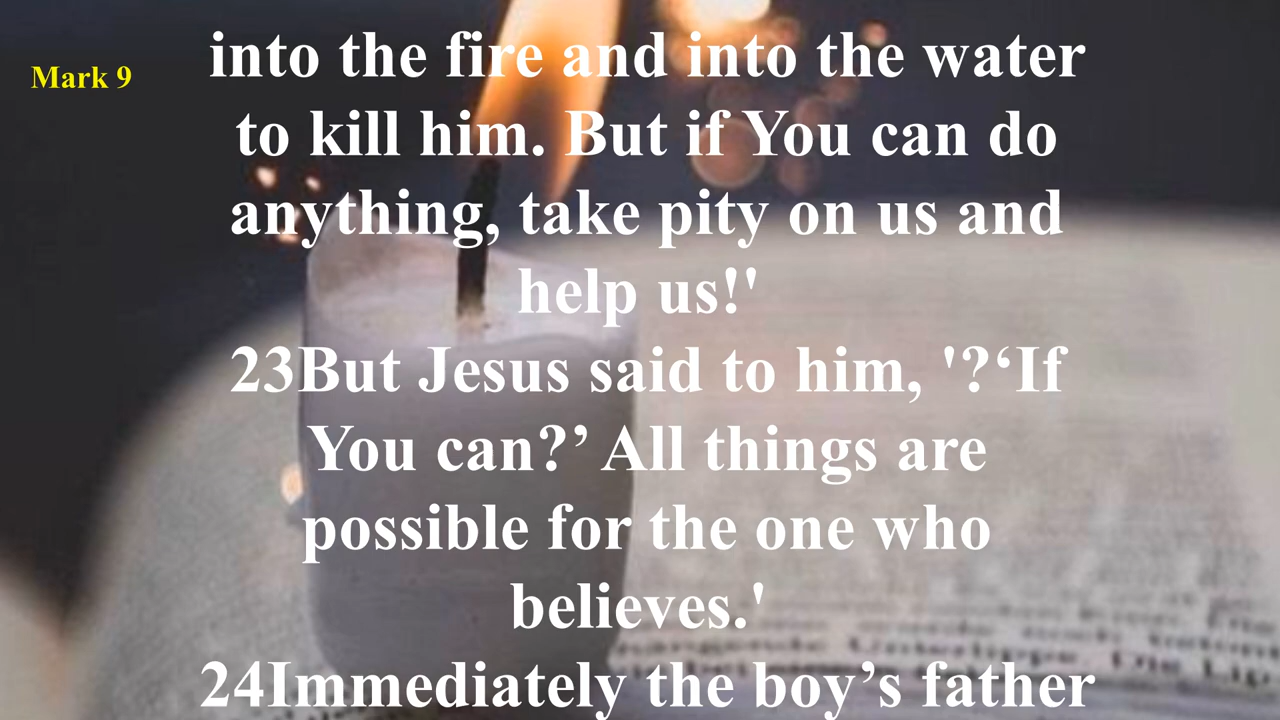 Mark 9
into the fire and into the water
to kill him. But if You can do
anything, take pity on us and
help us!'
23But Jesus said to him, '?‘If
You can?’ All things are
possible for the one who
believes.'
24Immediately the boy’s father